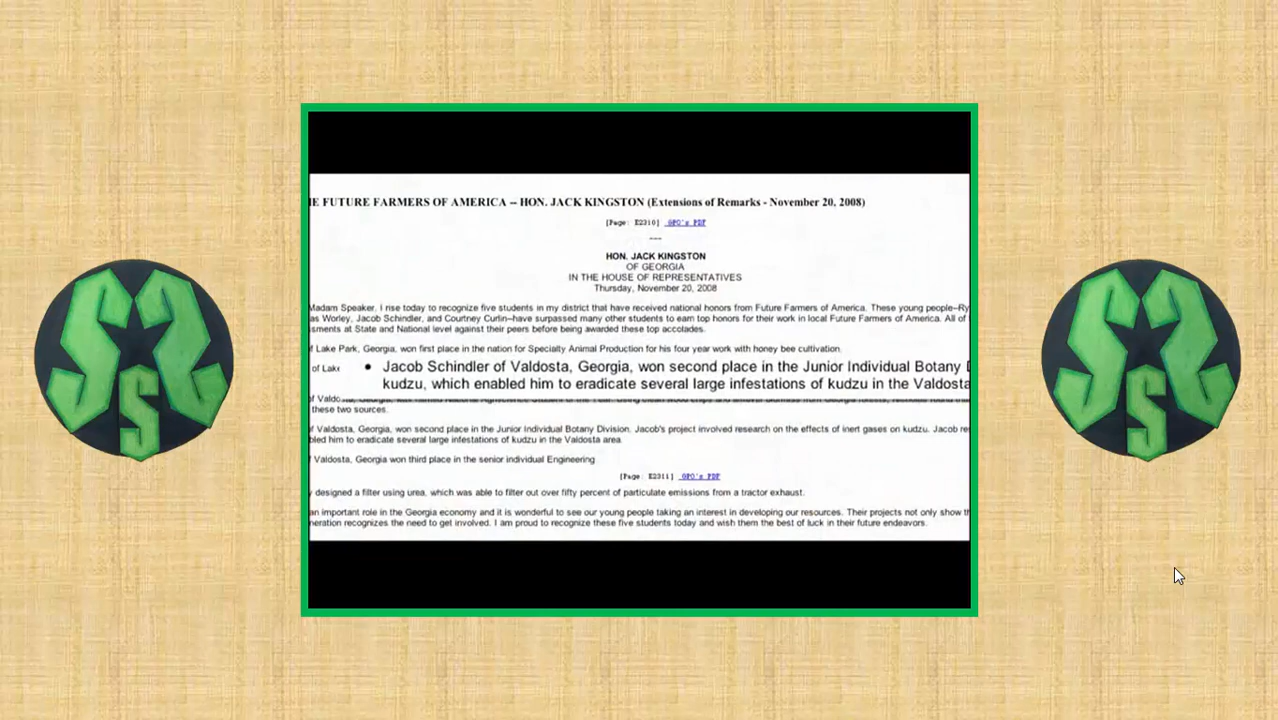 E FUTURE FARMERS OF AMERICA -- HON. JACK KINGSTON (Extensions of Remarks - November 20, 2008)
[Page: E2310] GPO's PDF
---
HON. JACK KINGSTON
OF GEORGIA
IN THE HOUSE OF REPRESENTATIVES
Thursday, November 20, 2008
Madam Speaker, I rise today to recognize five students in my district that have received national honors from Future Farmers of America. These young people--Ry
as Worley, Jacob Schindler, and Courtney Curlin--have surpassed many other students to earn top honors for their work in local Future Farmers of America. All of
sments at State and National level against their peers before being awarded these top accolades.
f Lake Park, Georgia, won first place in the nation for Specialty Animal Production for his four year work with honey bee cultivation.
of Lake
• Jacob Schindler of Valdosta, Georgia, won second place in the Junior Individual Botany D
kudzu, which enabled him to eradicate several large infestations of kudzu in the Valdosta
f Valdo
these two sources.
f Valdosta, Georgia, won second place in the Junior Individual Botany Division. Jacob's project involved research on the effects of inert gases on kudzu. Jacob re
bled him to eradicate several large infestations of kudzu in the Valdosta area.
f Valdosta, Georgia won third place in the senior individual Engineering
[Page: E2311] GPO's PDF
y designed a filter using urea, which was able to filter out over fifty percent of particulate emissions from a tractor exhaust.
an important role in the Georgia economy and it is wonderful to see our young people taking an interest in developing our resources. Their projects not only show th
neration recognizes the need to get involved. I am proud to recognize these five students today and wish them the best of luck in their future endeavors.
S S S
S S S